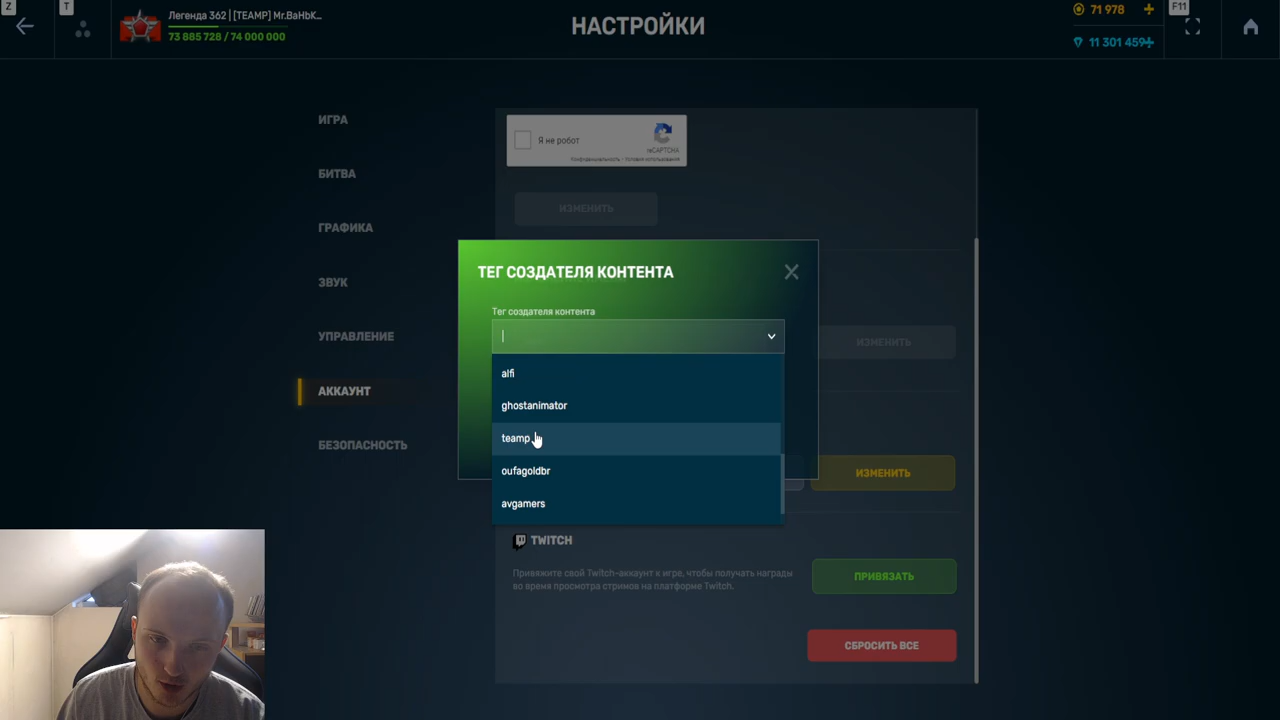 Z
T
Легенда 362 | [TEAMP] Mr.BaHbK...
73 885 728 / 74 000 000
НАСТРОЙКИ
71 978
11 301 459
F11
ИГРА
БИТВА
ГРАФИКА
ЗВУК
УПРАВЛЕНИЕ
АККАУНТ
БЕЗОПАСНОСТЬ
Я не робот
reCAPTCHA
Конфиденциальность - Условия использования
ИЗМЕНИТЬ
ТЕГ СОЗДАТЕЛЯ КОНТЕНТА
Тег создателя контента
alfi
ghostanimator
teamp
oufagoldbr
avgamers
ИЗМЕНИТЬ
ИЗМЕНИТЬ
TWITCH
Привяжите свой Twitch-аккаунт к игре, чтобы получать награды
во время просмотра стримов на платформе Twitch.
ПРИВЯЗАТЬ
СБРОСИТЬ ВСЕ